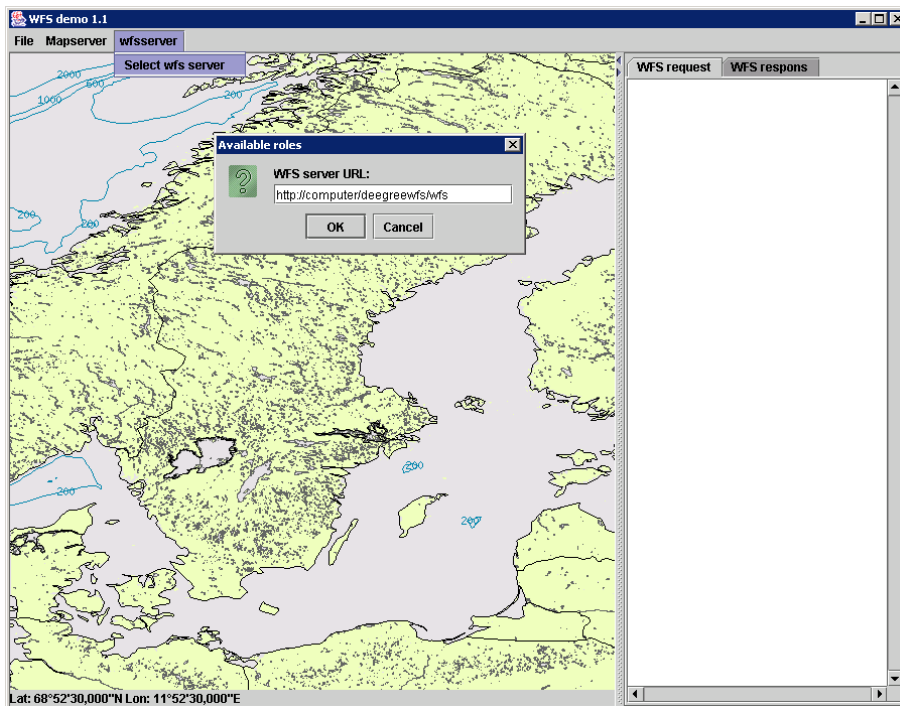 WFS demo 1.1
File Mapserver wfsserver
Select wfs server
WFS request WFS respons
2000
600
1000
200
200
200
Available roles
WFS server URL:
http://computer/deegreewfs/wfs
OK Cancel
200
200
200
Lat: 68°52'30,000"N Lon: 11°52'30,000"E